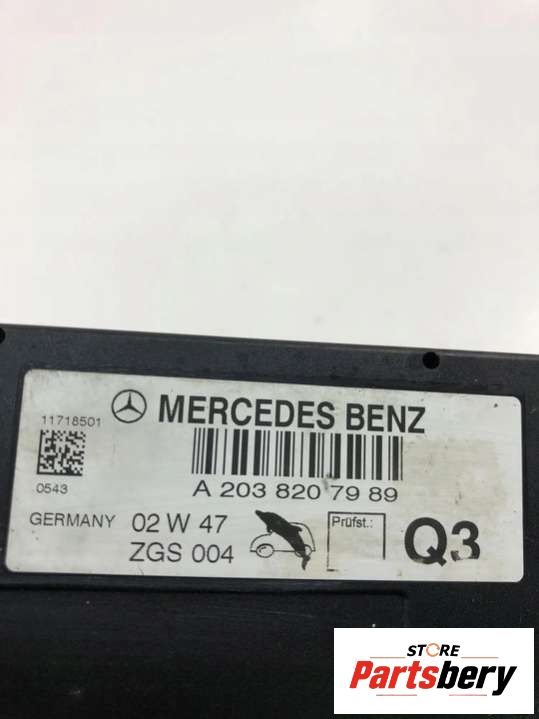 MERCEDES BENZ
11718501
A 203 820 79 89
0543
GERMANY 02 W 47
ZGS 004
Prüfst.:
Q3
STORE
Partsbery